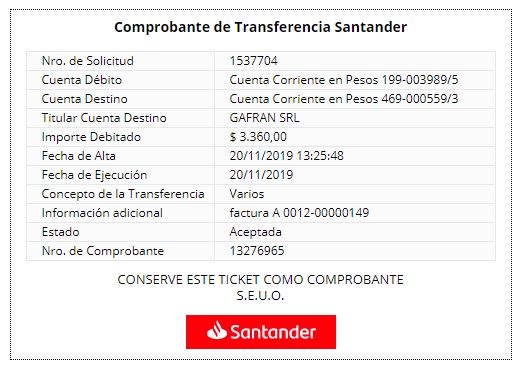 Comprobante de Transferencia Santander
Nro. de Solicitud 1537704
Cuenta Débito Cuenta Corriente en Pesos 199-003989/5
Cuenta Destino Cuenta Corriente en Pesos 469-000559/3
Titular Cuenta Destino GAFRAN SRL
Importe Debitado $ 3.360,00
Fecha de Alta 20/11/2019 13:25:48
Fecha de Ejecución 20/11/2019
Concepto de la Transferencia Varios
Información adicional factura A 0012-00000149
Estado Aceptada
Nro. de Comprobante 13276965
CONSERVE ESTE TICKET COMO COMPROBANTE
S.E.U.O.
Santander